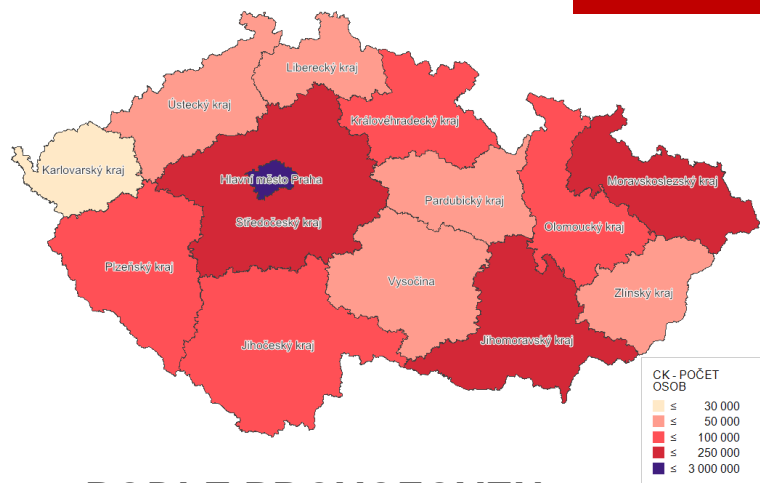 Liberecký kraj
Ústecký kraj
Královéhradecký kraj
Karlovarský kraj
Hlavní město Praha
Moravskoslezský kraj
Pardubický kraj
Středočeský kraj
Olomoucký kraj
Plzeňský kraj
Vysočina
Zlínský kraj
Jihočeský kraj
Jihomoravský kraj
CK - POČET
OSOB
≤ 30 000
≤ 50 000
≤ 100 000
≤ 250 000
≤ 3 000 000